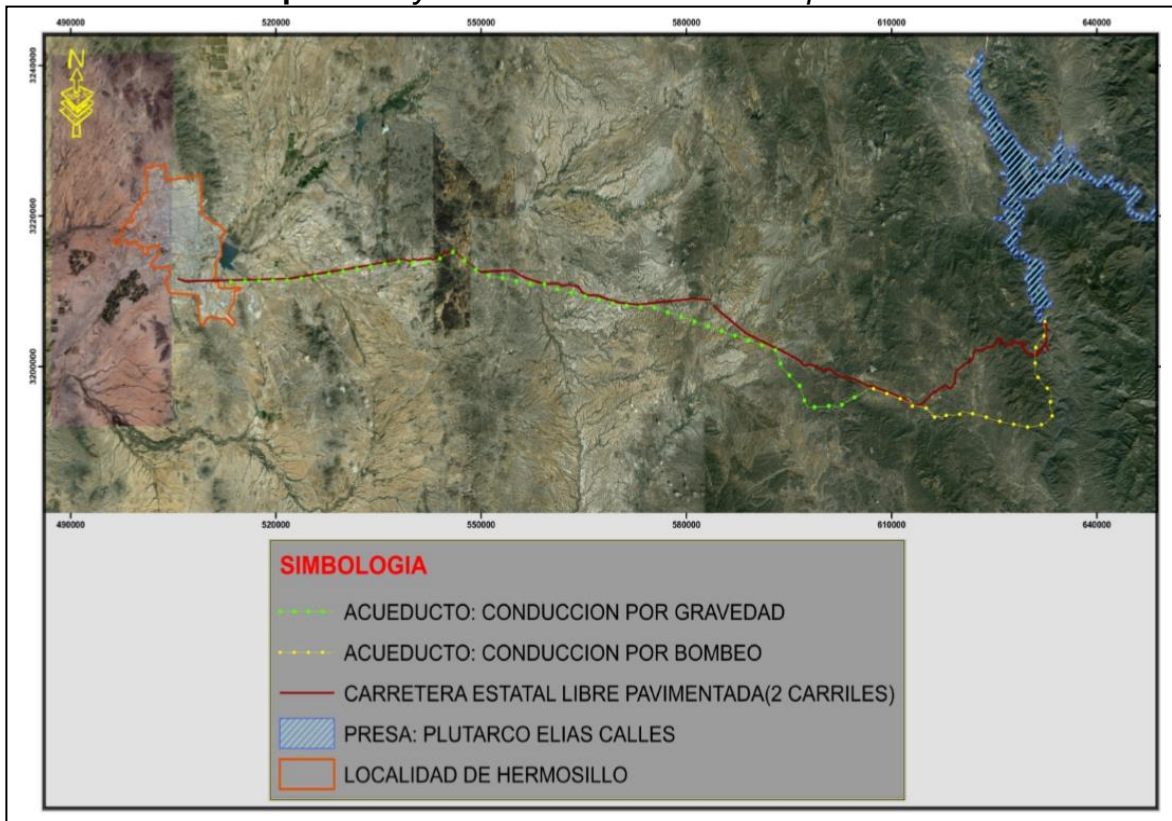 490000 520000 550000 580000 610000 640000
3240000
3220000
3200000
N
490000 520000 550000 580000 610000 640000
SIMBOLOGIA
ACUEDUCTO: CONDUCCION POR GRAVEDAD
ACUEDUCTO: CONDUCCION POR BOMBEO
CARRETERA ESTATAL LIBRE PAVIMENTADA(2 CARRILES)
PRESA: PLUTARCO ELIAS CALLES
LOCALIDAD DE HERMOSILLO